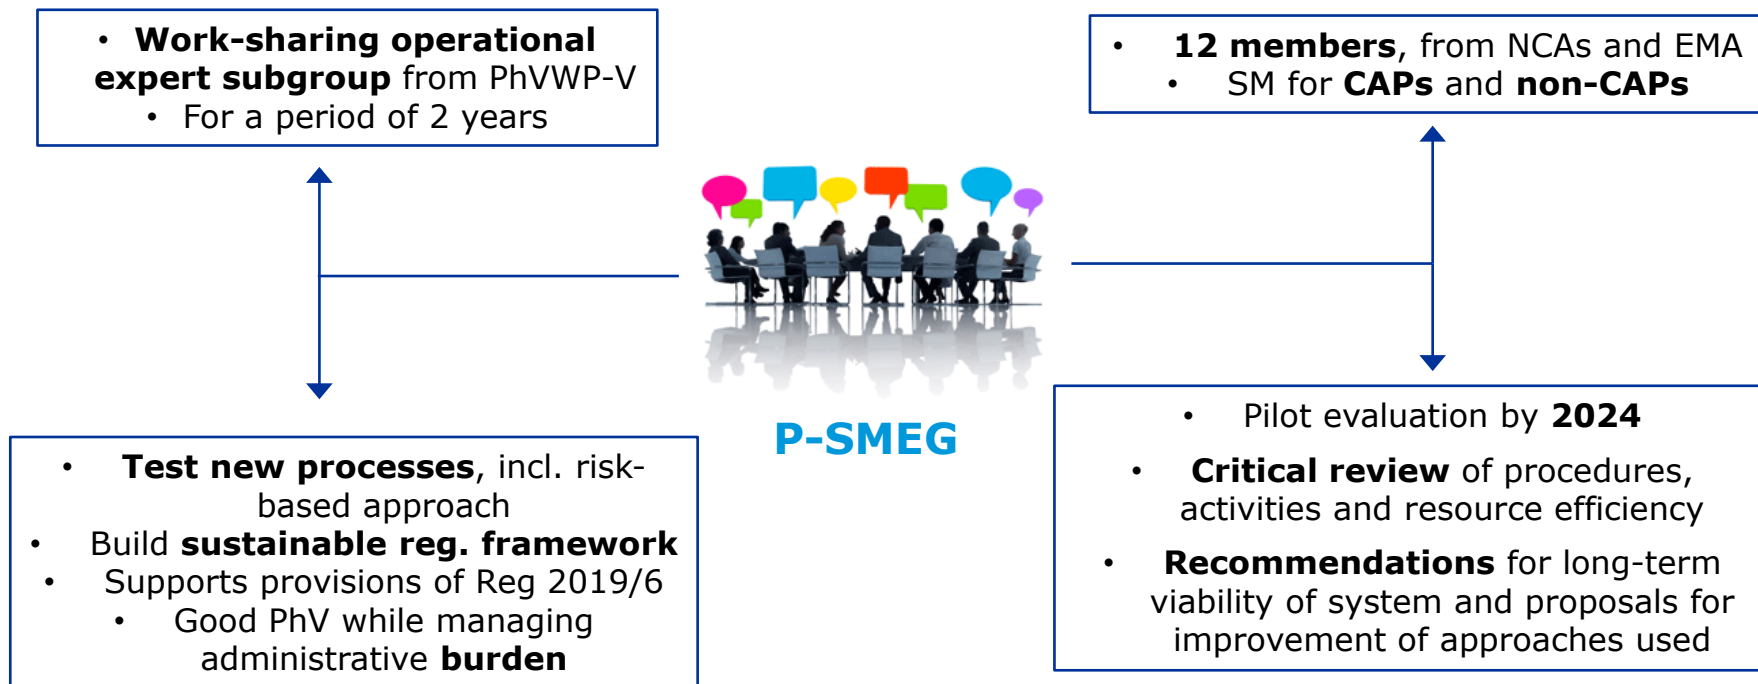 • Work-sharing operational
expert subgroup from PhVWP-V
• For a period of 2 years
• 12 members, from NCAs and EMA
• SM for CAPs and non-CAPs
P-SMEG
• Test new processes, incl. risk-
based approach
• Build sustainable reg. framework
• Supports provisions of Reg 2019/6
• Good PhV while managing
administrative burden
• Pilot evaluation by 2024
• Critical review of procedures,
activities and resource efficiency
• Recommendations for long-term
viability of system and proposals for
improvement of approaches used